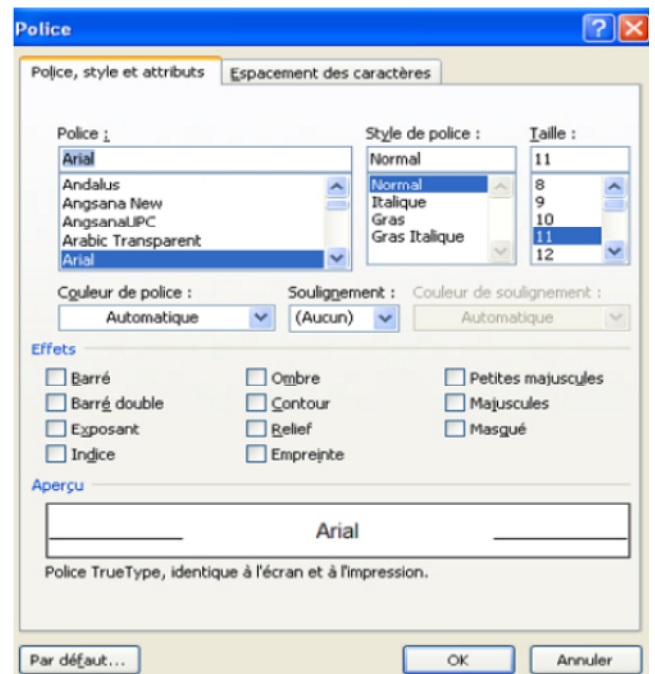 Police
Police, style et attributs Espacement des caractères
Police : Style de police : Taille :
Arial Normal 11
Andalus Normal 8
Angsana New Italique 9
AngsanaUPC Gras 10
Arabic Transparent Gras Italique 11
Arial 12
Couleur de police : Soulignement : Couleur de soulignement :
Automatique (Aucun) Automatique
Effets
Barré Ombre Petites majuscules
Barré double Contour Majuscules
Exposant Relief Masqué
Indice Empreinte
Aperçu
Arial
Police TrueType, identique à l'écran et à l'impression.
Par défaut... OK Annuler